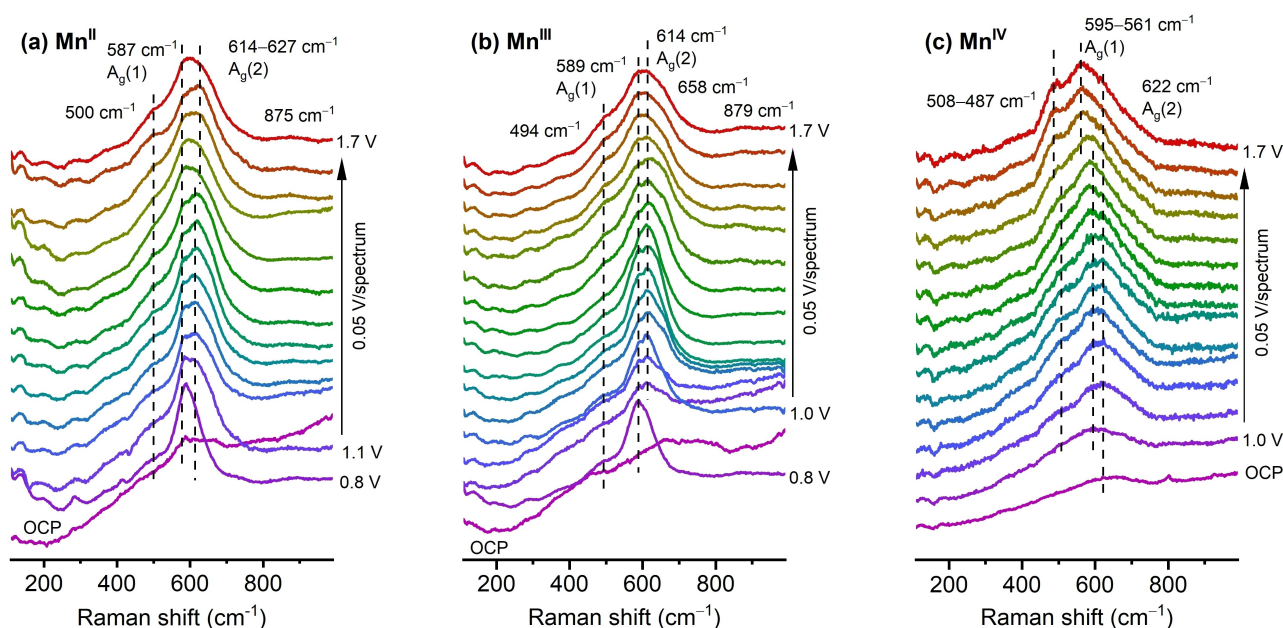 (a) Mn^II
587 cm⁻¹
A_g(1)
614–627 cm⁻¹
A_g(2)
500 cm⁻¹
875 cm⁻¹
1.7 V
0.05 V/spectrum
1.1 V
0.8 V
OCP
200 400 600 800
Raman shift (cm⁻¹)
(b) Mn^III
614 cm⁻¹
A_g(2)
589 cm⁻¹
A_g(1)
658 cm⁻¹
494 cm⁻¹
879 cm⁻¹
1.7 V
0.05 V/spectrum
1.0 V
0.8 V
OCP
200 400 600 800
Raman shift (cm⁻¹)
(c) Mn^IV
595–561 cm⁻¹
A_g(1)
508–487 cm⁻¹
622 cm⁻¹
A_g(2)
1.7 V
0.05 V/spectrum
1.0 V
OCP
200 400 600 800
Raman shift (cm⁻¹)